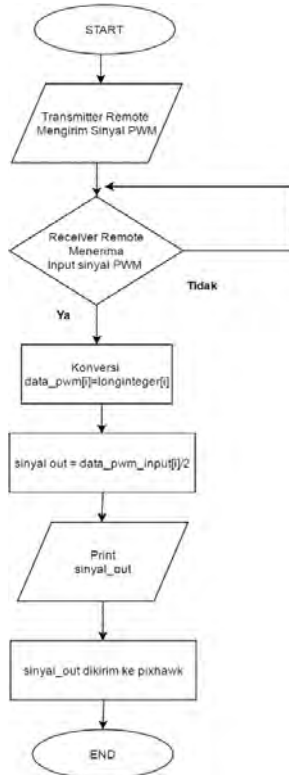 START
Transmitter Remote
Mengirim Sinyal PWM
Receiver Remote
Menerima
Input sinyal PWM
Tidak
Ya
Konversi
data_pwm[i]=longinteger[i]
sinyal out = data_pwm_input[i]/2
Print
sinyal_out
sinyal_out dikirim ke pixhawk
END